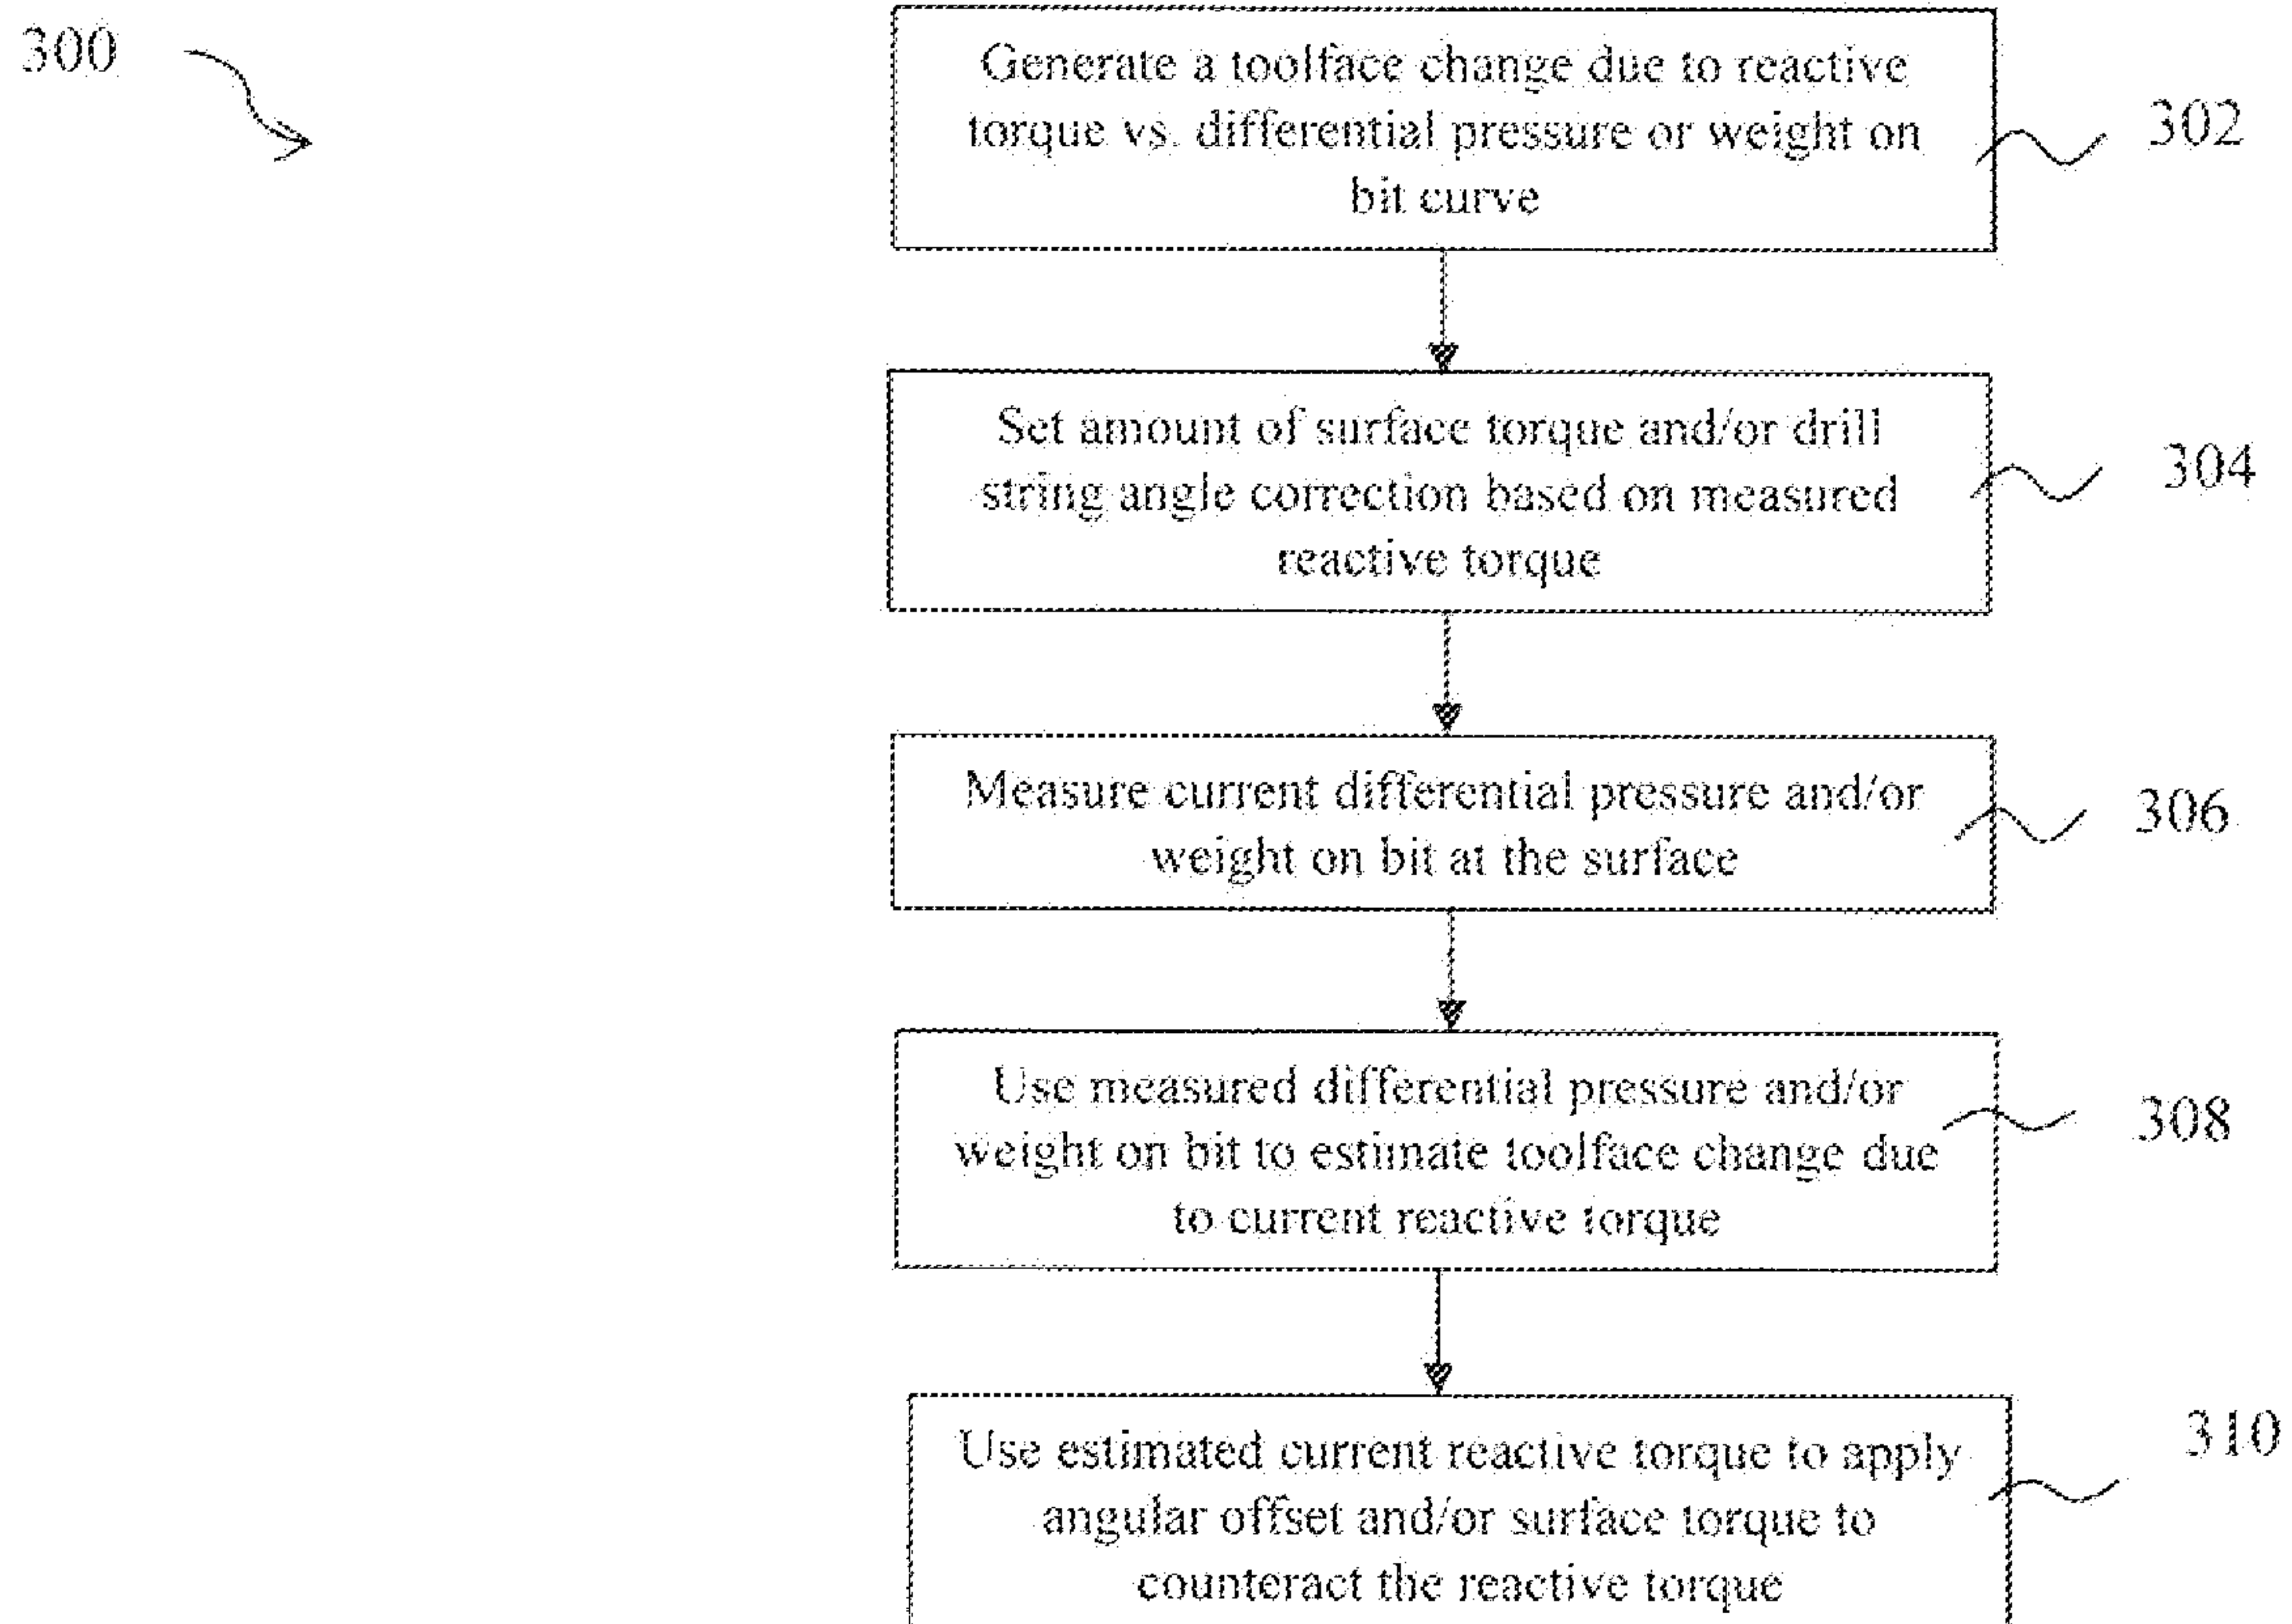 300
Generate a toolface change due to reactive
torque vs. differential pressure or weight on
bit curve
302
Set amount of surface torque and/or drill
string angle correction based on measured
reactive torque
304
Measure current differential pressure and/or
weight on bit at the surface
306
Use measured differential pressure and/or
weight on bit to estimate toolface change due
to current reactive torque
308
Use estimated current reactive torque to apply
angular offset and/or surface torque to
counteract the reactive torque
310